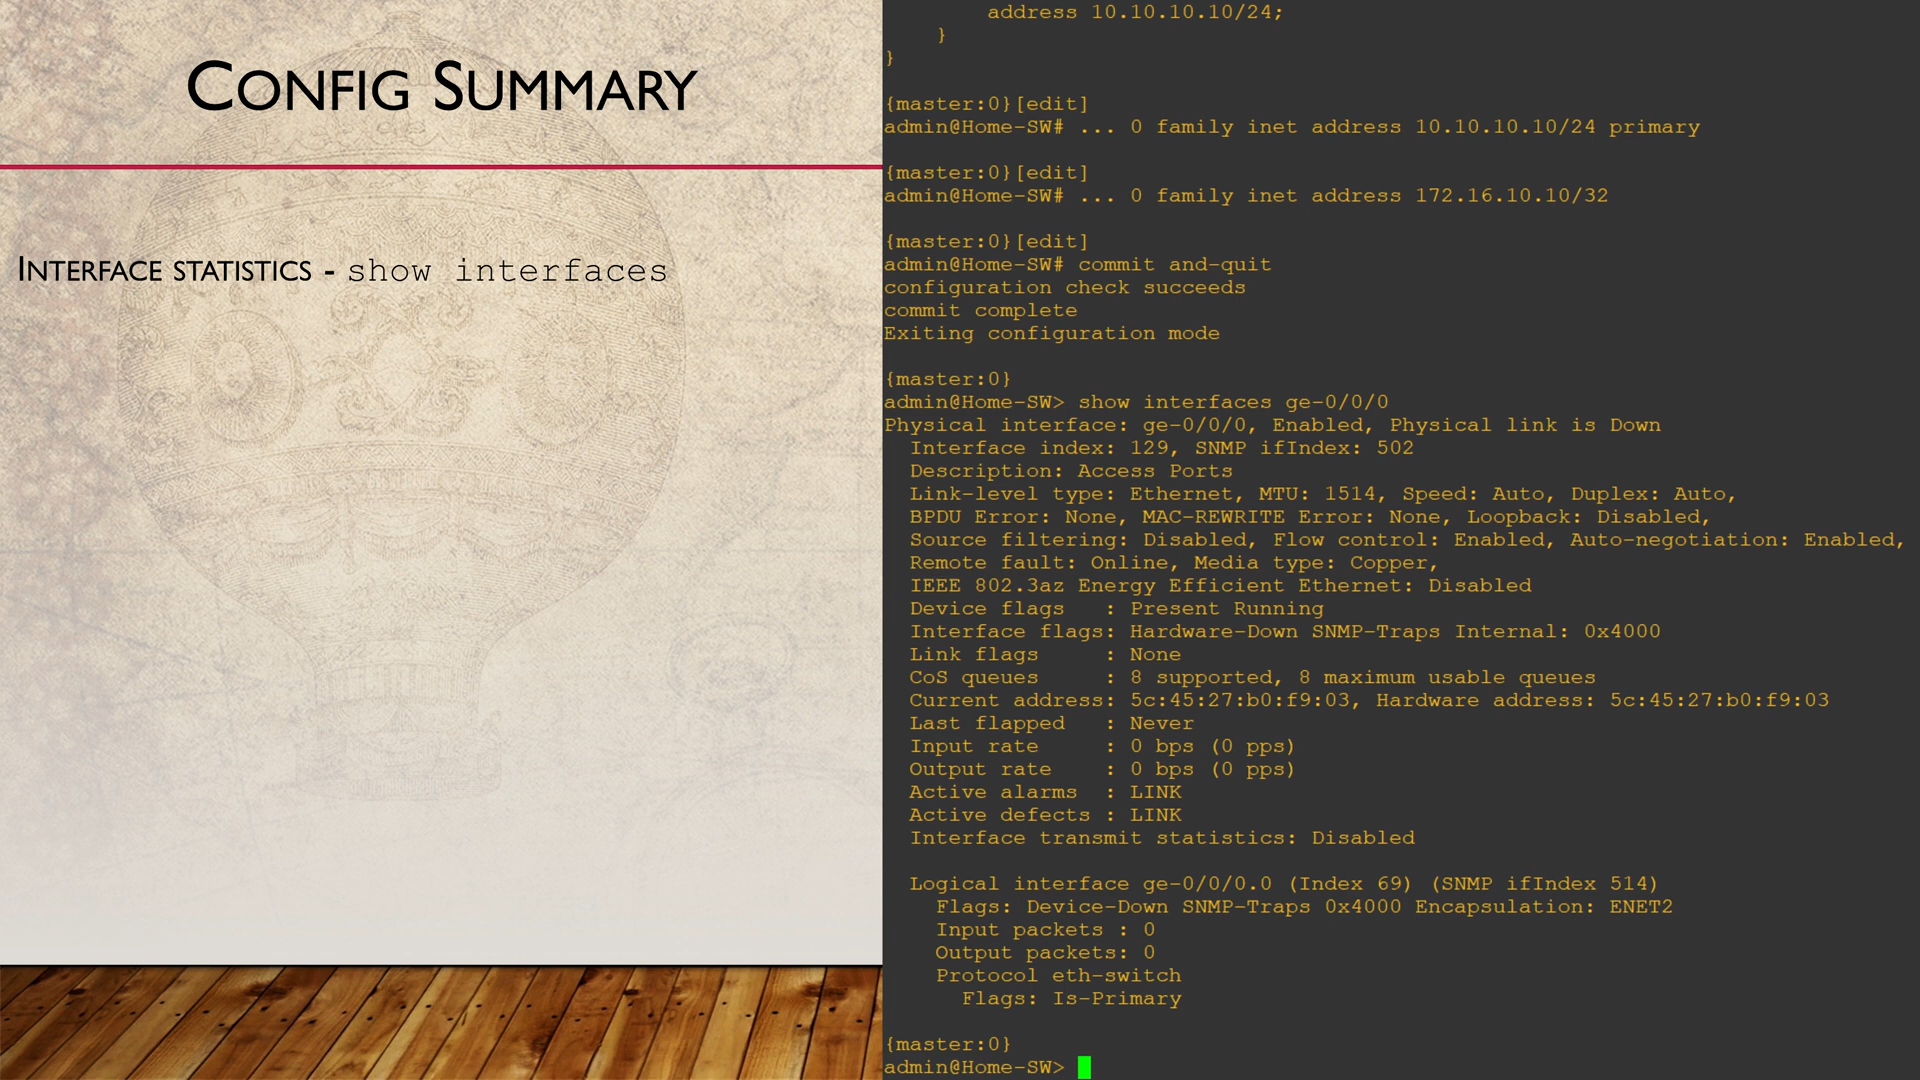 CONFIG SUMMARY
INTERFACE STATISTICS - show interfaces
        address 10.10.10.10/24;
    }
}
{master:0}[edit]
admin@Home-SW# ... 0 family inet address 10.10.10.10/24 primary
{master:0}[edit]
admin@Home-SW# ... 0 family inet address 172.16.10.10/32
{master:0}[edit]
admin@Home-SW# commit and-quit
configuration check succeeds
commit complete
Exiting configuration mode
{master:0}
admin@Home-SW> show interfaces ge-0/0/0
Physical interface: ge-0/0/0, Enabled, Physical link is Down
  Interface index: 129, SNMP ifIndex: 502
  Description: Access Ports
  Link-level type: Ethernet, MTU: 1514, Speed: Auto, Duplex: Auto,
  BPDU Error: None, MAC-REWRITE Error: None, Loopback: Disabled,
  Source filtering: Disabled, Flow control: Enabled, Auto-negotiation: Enabled,
  Remote fault: Online, Media type: Copper,
  IEEE 802.3az Energy Efficient Ethernet: Disabled
  Device flags   : Present Running
  Interface flags: Hardware-Down SNMP-Traps Internal: 0x4000
  Link flags     : None
  CoS queues     : 8 supported, 8 maximum usable queues
  Current address: 5c:45:27:b0:f9:03, Hardware address: 5c:45:27:b0:f9:03
  Last flapped   : Never
  Input rate     : 0 bps (0 pps)
  Output rate    : 0 bps (0 pps)
  Active alarms  : LINK
  Active defects : LINK
  Interface transmit statistics: Disabled
  Logical interface ge-0/0/0.0 (Index 69) (SNMP ifIndex 514)
    Flags: Device-Down SNMP-Traps 0x4000 Encapsulation: ENET2
    Input packets : 0
    Output packets: 0
    Protocol eth-switch
      Flags: Is-Primary
{master:0}
admin@Home-SW>